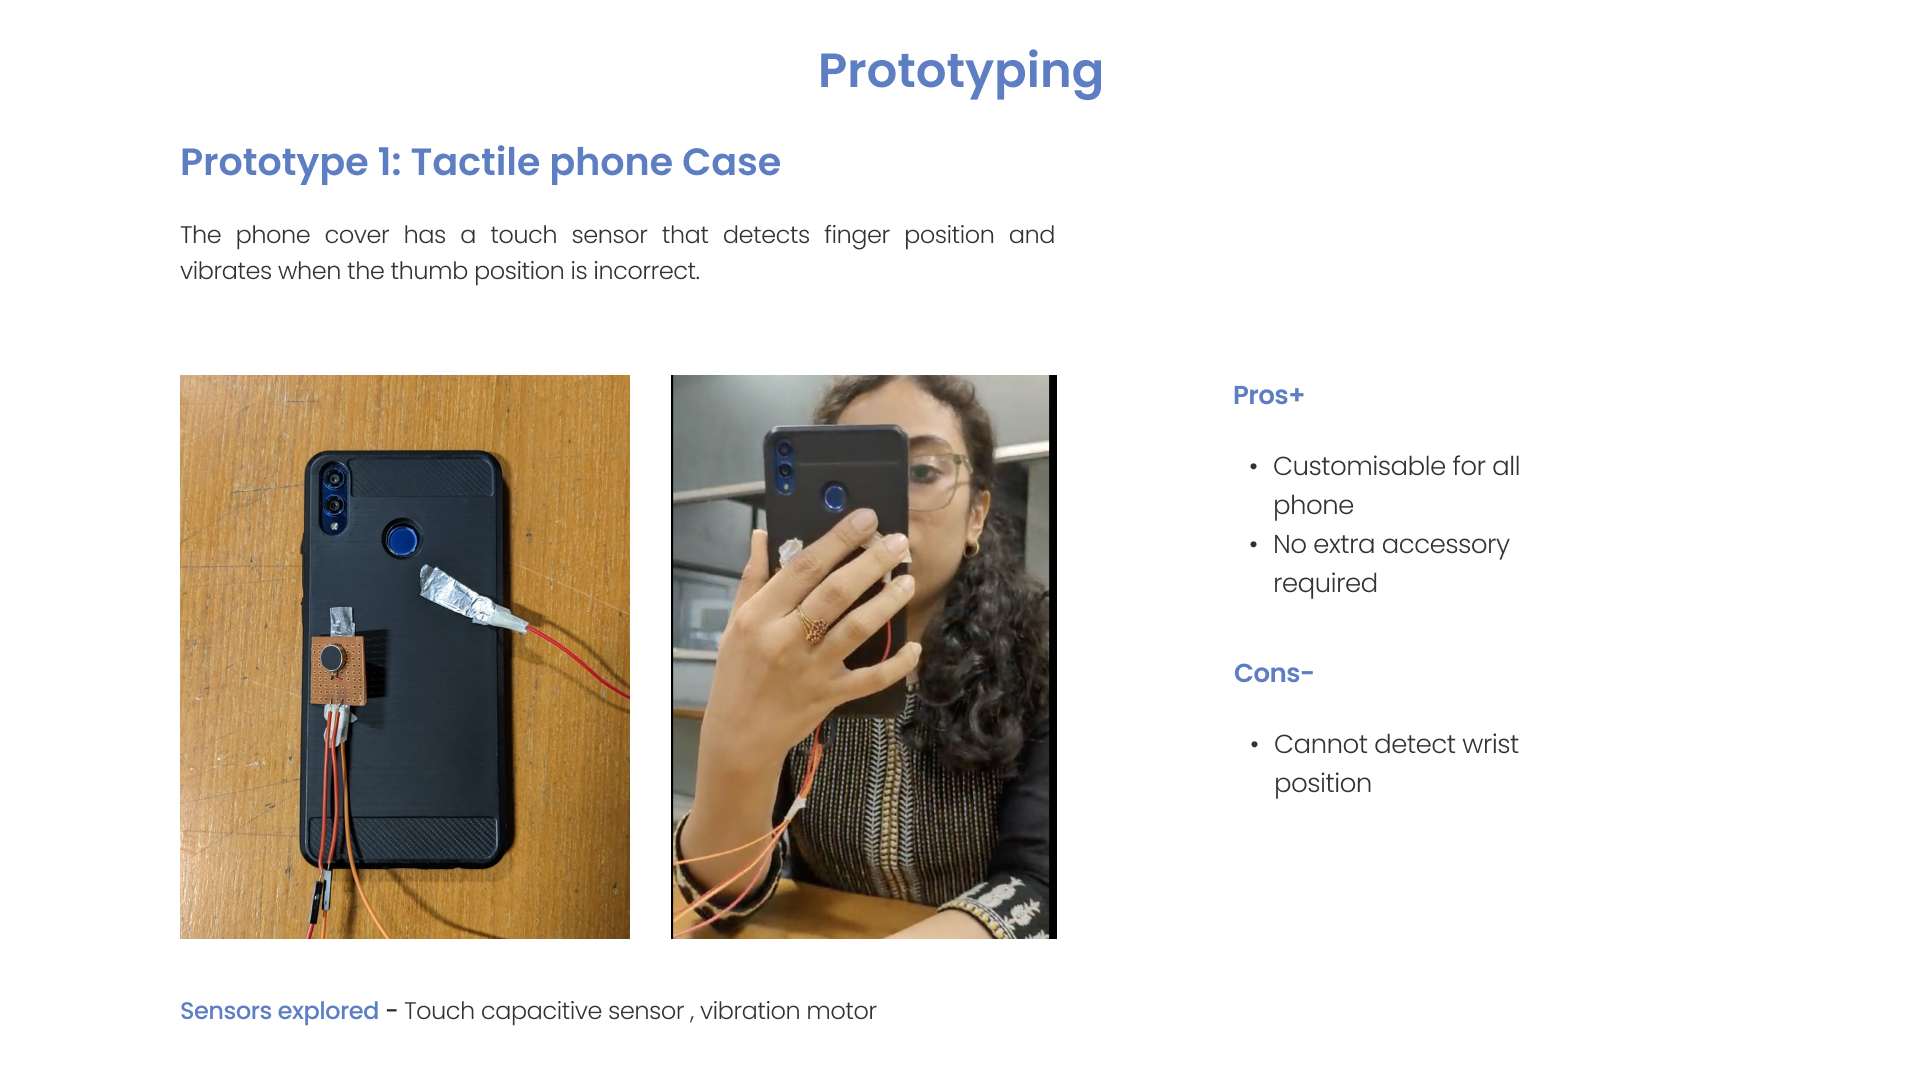 Prototyping
Prototype 1: Tactile phone Case
The phone cover has a touch sensor that detects finger position and
vibrates when the thumb position is incorrect.
Pros+
• Customisable for all
phone
• No extra accessory
required
Cons-
• Cannot detect wrist
position
Sensors explored - Touch capacitive sensor , vibration motor